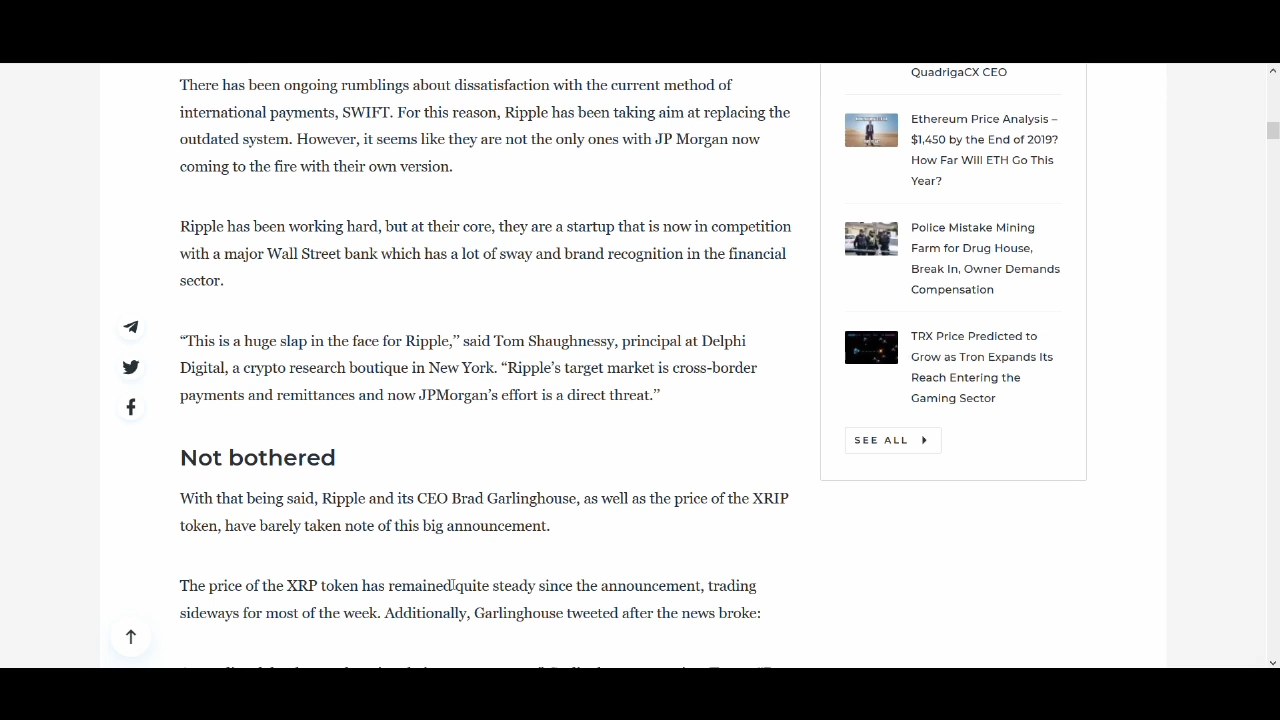 There has been ongoing rumblings about dissatisfaction with the current method of
international payments, SWIFT. For this reason, Ripple has been taking aim at replacing the
outdated system. However, it seems like they are not the only ones with JP Morgan now
coming to the fire with their own version.
Ripple has been working hard, but at their core, they are a startup that is now in competition
with a major Wall Street bank which has a lot of sway and brand recognition in the financial
sector.
“This is a huge slap in the face for Ripple,” said Tom Shaughnessy, principal at Delphi
Digital, a crypto research boutique in New York. “Ripple’s target market is cross-border
payments and remittances and now JPMorgan’s effort is a direct threat.”
Not bothered
With that being said, Ripple and its CEO Brad Garlinghouse, as well as the price of the XRIP
token, have barely taken note of this big announcement.
The price of the XRP token has remained quite steady since the announcement, trading
sideways for most of the week. Additionally, Garlinghouse tweeted after the news broke:
QuadrigaCX CEO
Ethereum Price Analysis –
$1,450 by the End of 2019?
How Far Will ETH Go This
Year?
Police Mistake Mining
Farm for Drug House,
Break In, Owner Demands
Compensation
TRX Price Predicted to
Grow as Tron Expands Its
Reach Entering the
Gaming Sector
SEE ALL